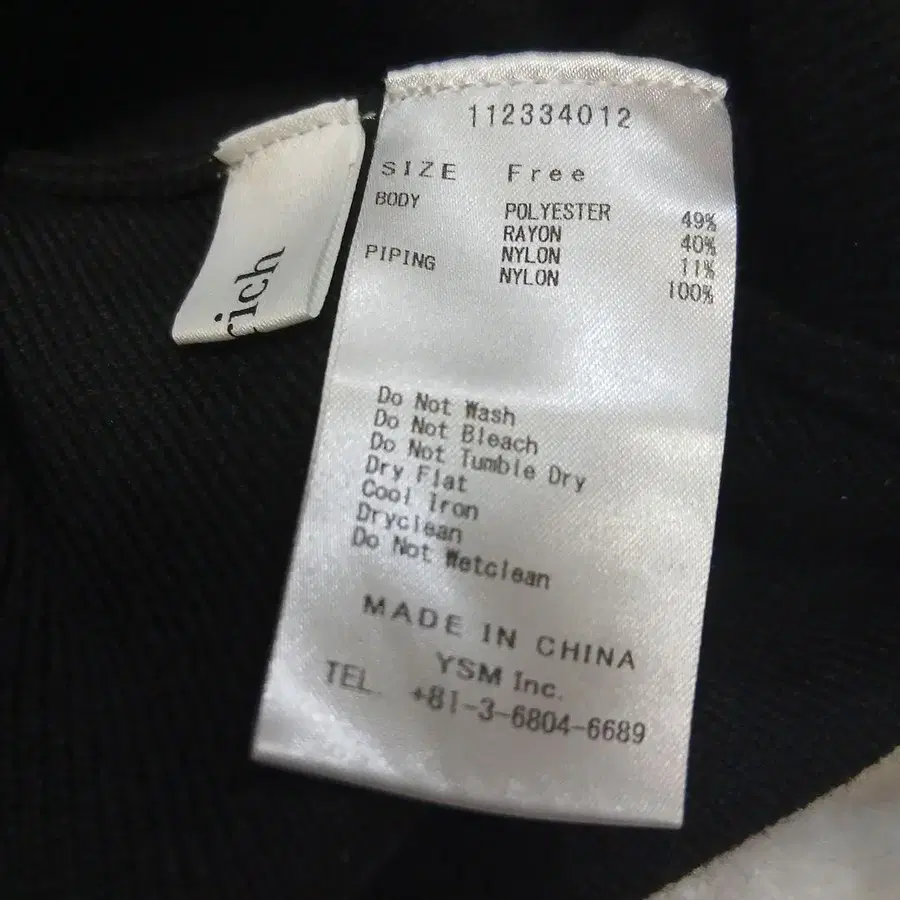 112334012
SIZE Free
BODY POLYESTER 49%
RAYON 40%
NYLON 11%
PIPING NYLON 100%
Do Not Wash
Do Not Bleach
Do Not Tumble Dry
Dry Flat
Cool Iron
Dryclean
Do Not Wetclean
MADE IN CHINA
YSM Inc.
TEL. +81-3-6804-6689
rich